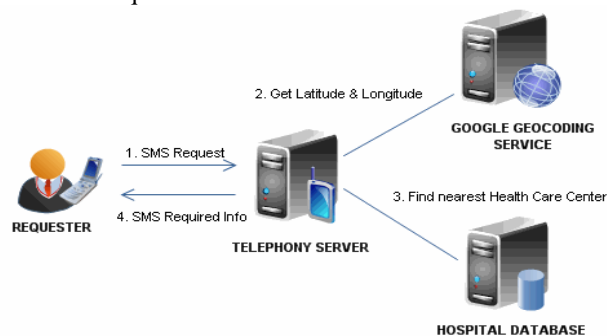 2. Get Latitude & Longitude
GOOGLE GEOCODING
SERVICE
1. SMS Request
3. Find nearest Health Care Center
4. SMS Required Info
REQUESTER
TELEPHONY SERVER
HOSPITAL DATABASE